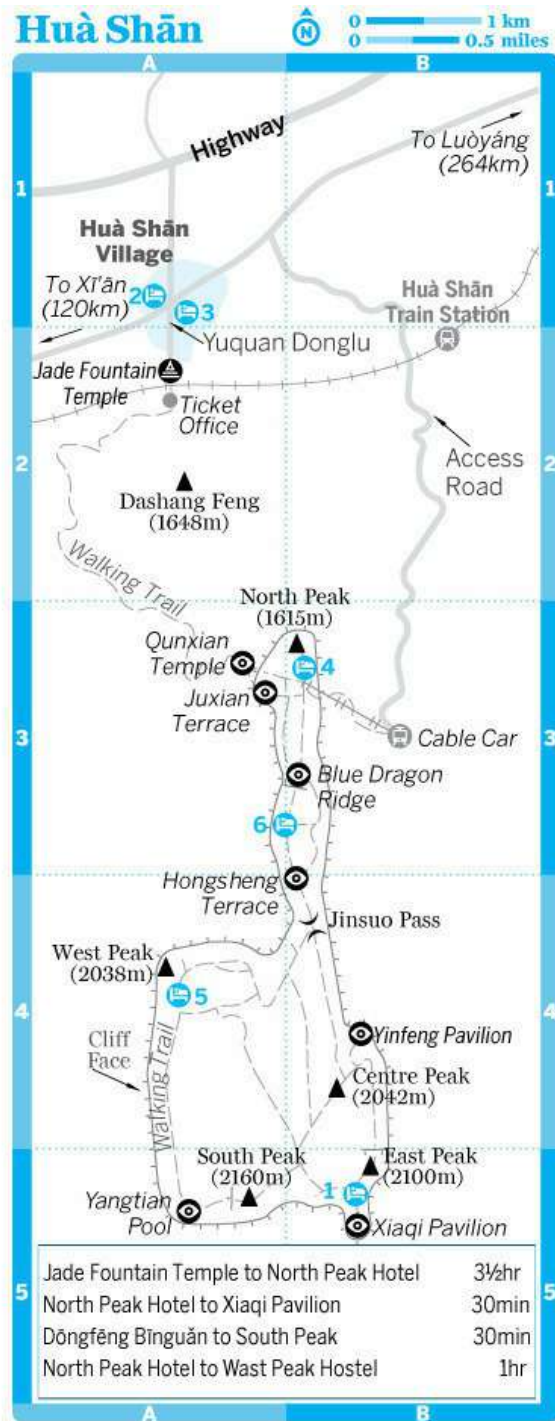 Huà Shān
N
0 1 km
0 0.5 miles
A B
1 1
Highway
To Luòyáng
(264km)
Huà Shān
Village
To Xī'ān
(120km)
2
3
Huà Shān
Train Station
Yuquan Donglu
Jade Fountain
Temple
Ticket
Office
2 2
Access
Road
Dashang Feng
(1648m)
Walking Trail
North Peak
(1615m)
Qunxian
Temple
4
Juxian
Terrace
3 3
Cable Car
Blue Dragon
Ridge
6
Hongsheng
Terrace
Jinsuo Pass
West Peak
(2038m)
5
4 4
Yinfeng Pavilion
Cliff
Face
Walking Trail
Centre Peak
(2042m)
South Peak
(2160m)
East Peak
(2100m)
1
Yangtian
Pool
Xiaqi Pavilion
Jade Fountain Temple to North Peak Hotel 3½hr
5 5
North Peak Hotel to Xiaqi Pavilion 30min
Dōngfēng Bīnguǎn to South Peak 30min
North Peak Hotel to Wast Peak Hostel 1hr
A B